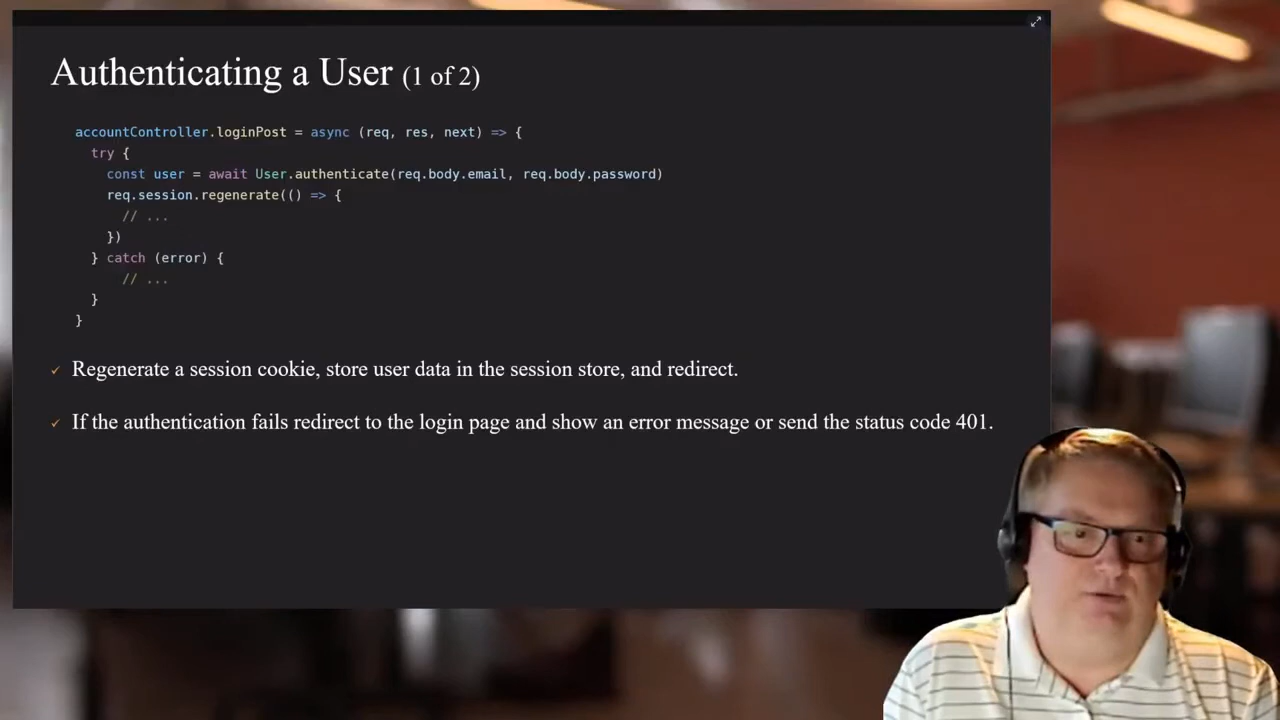 Authenticating a User (1 of 2)
accountController.loginPost = async (req, res, next) => {
  try {
    const user = await User.authenticate(req.body.email, req.body.password)
    req.session.regenerate(() => {
      // ...
    })
  } catch (error) {
      // ...
  }
}
✓ Regenerate a session cookie, store user data in the session store, and redirect.
✓ If the authentication fails redirect to the login page and show an error message or send the status code 401.